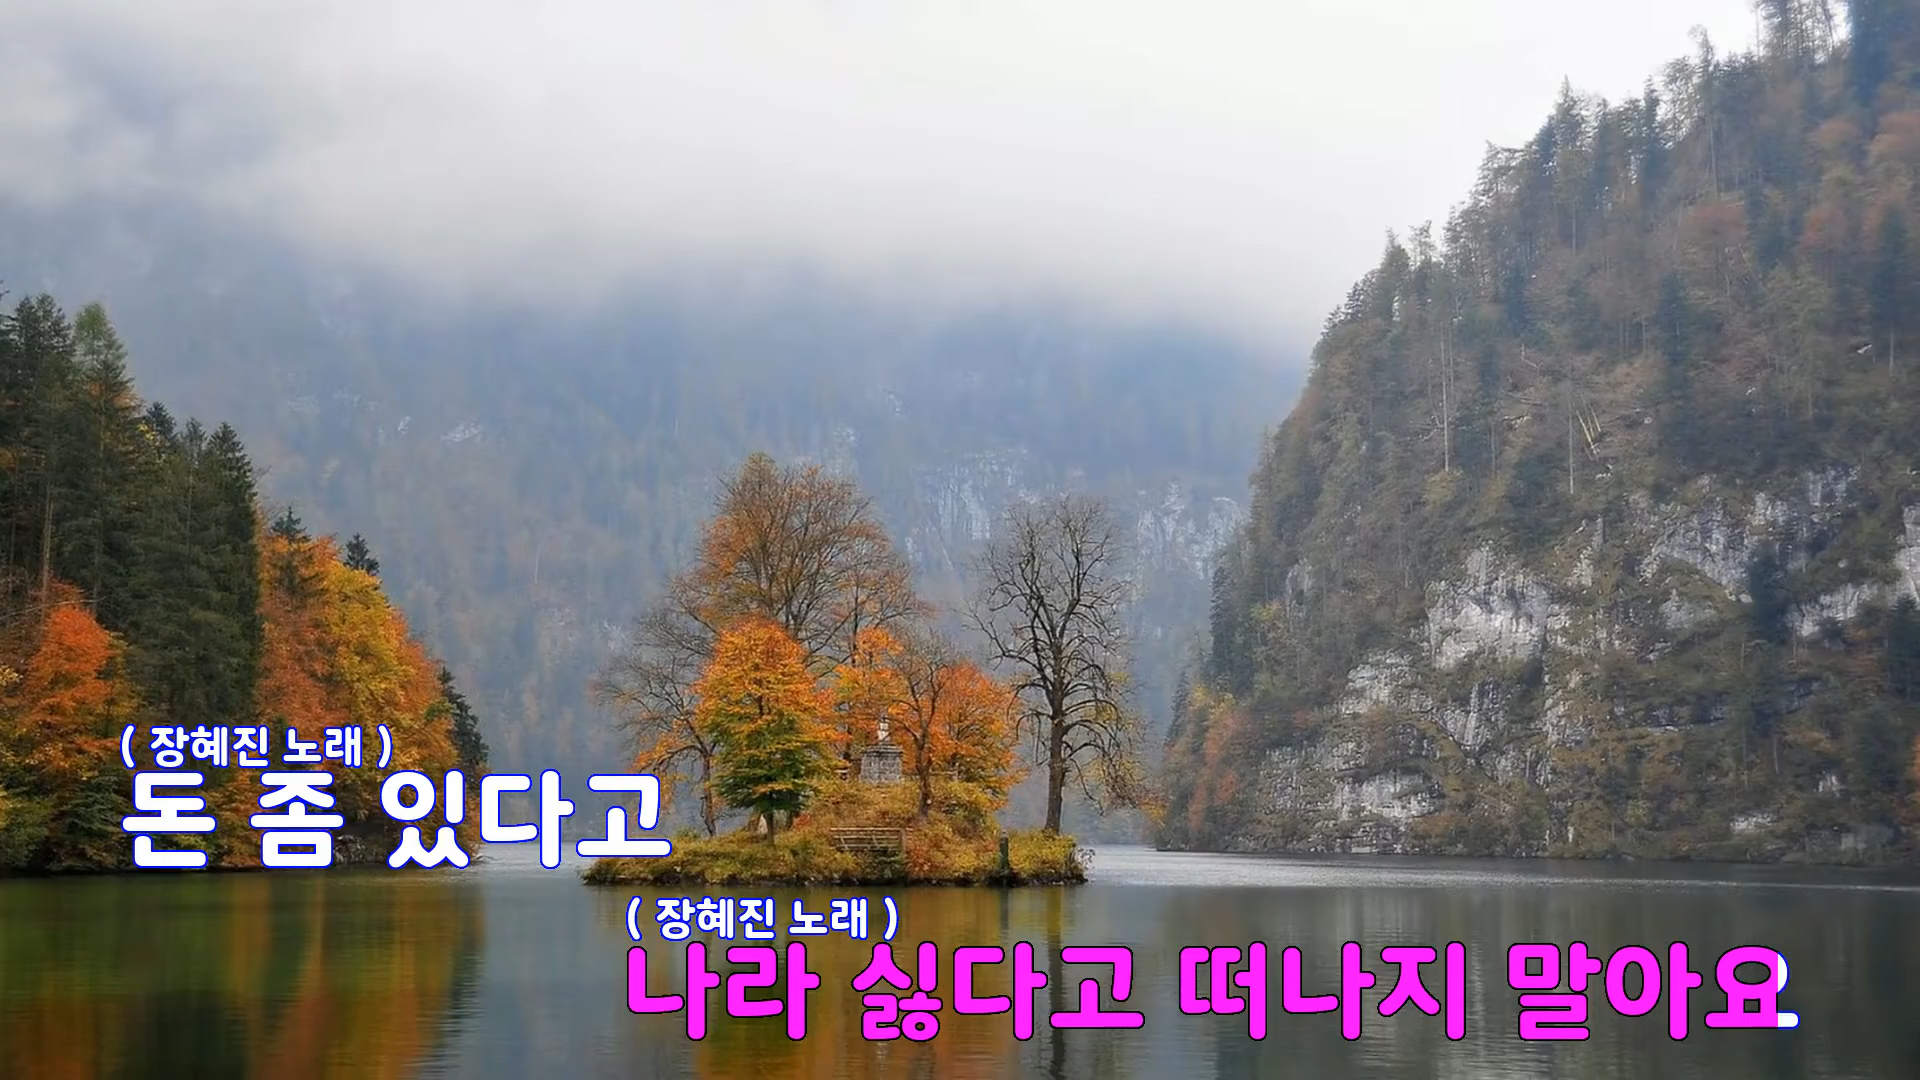 ( 장혜진 노래 )
돈 좀 있다고
( 장혜진 노래 )
나라 싫다고 떠나지 말아요